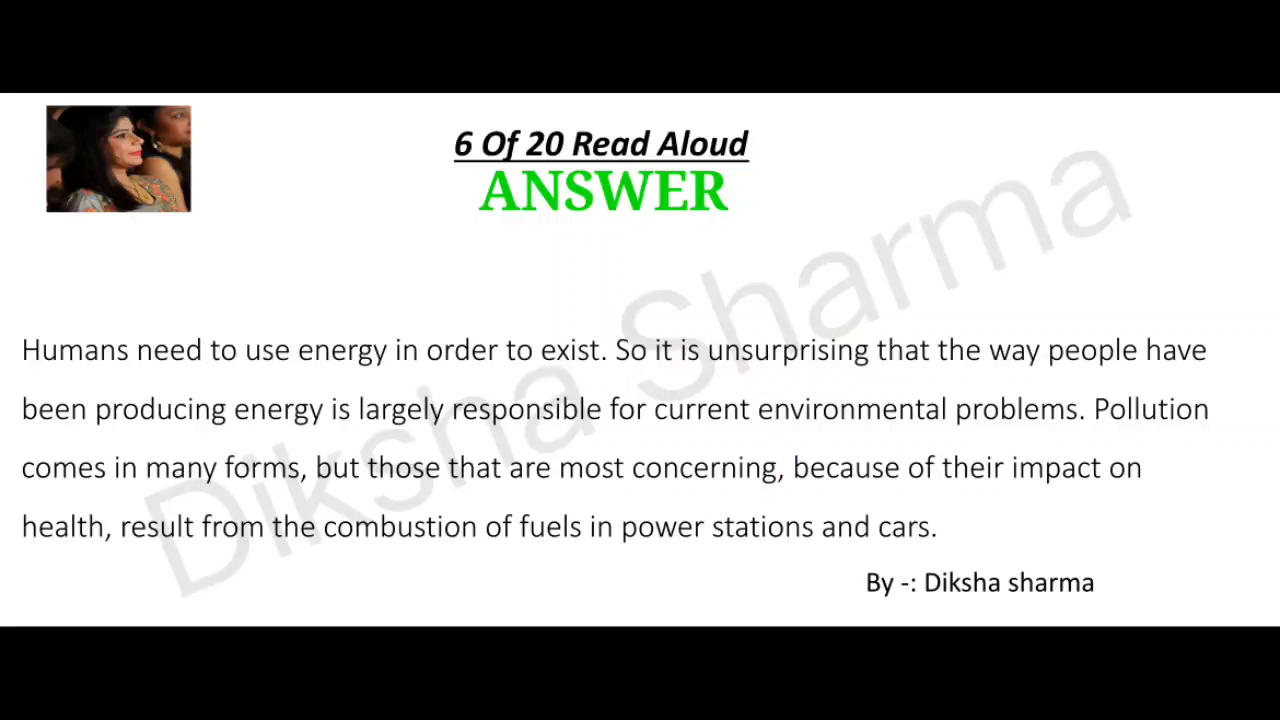 6 Of 20 Read Aloud
ANSWER
Humans need to use energy in order to exist. So it is unsurprising that the way people have
been producing energy is largely responsible for current environmental problems. Pollution
comes in many forms, but those that are most concerning, because of their impact on
health, result from the combustion of fuels in power stations and cars.
By -: Diksha sharma
Diksha Sharma